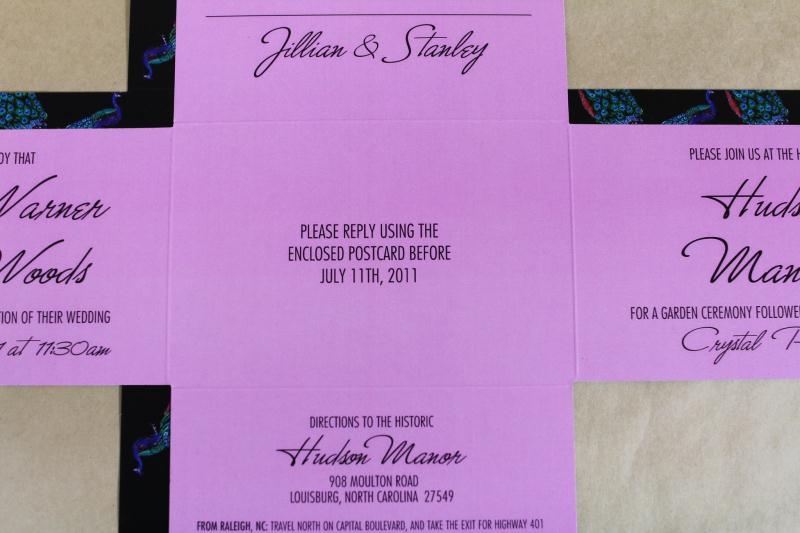 Jillian & Stanley
OY THAT
Warner
Woods
TION OF THEIR WEDDING
at 11:30am
PLEASE REPLY USING THE
ENCLOSED POSTCARD BEFORE
JULY 11TH, 2011
PLEASE JOIN US AT THE H
Huds
Man
FOR A GARDEN CEREMONY FOLLOWE
Crystal
DIRECTIONS TO THE HISTORIC
Hudson Manor
908 MOULTON ROAD
LOUISBURG, NORTH CAROLINA 27549
FROM RALEIGH, NC: TRAVEL NORTH ON CAPITAL BOULEVARD, AND TAKE THE EXIT FOR HIGHWAY 401